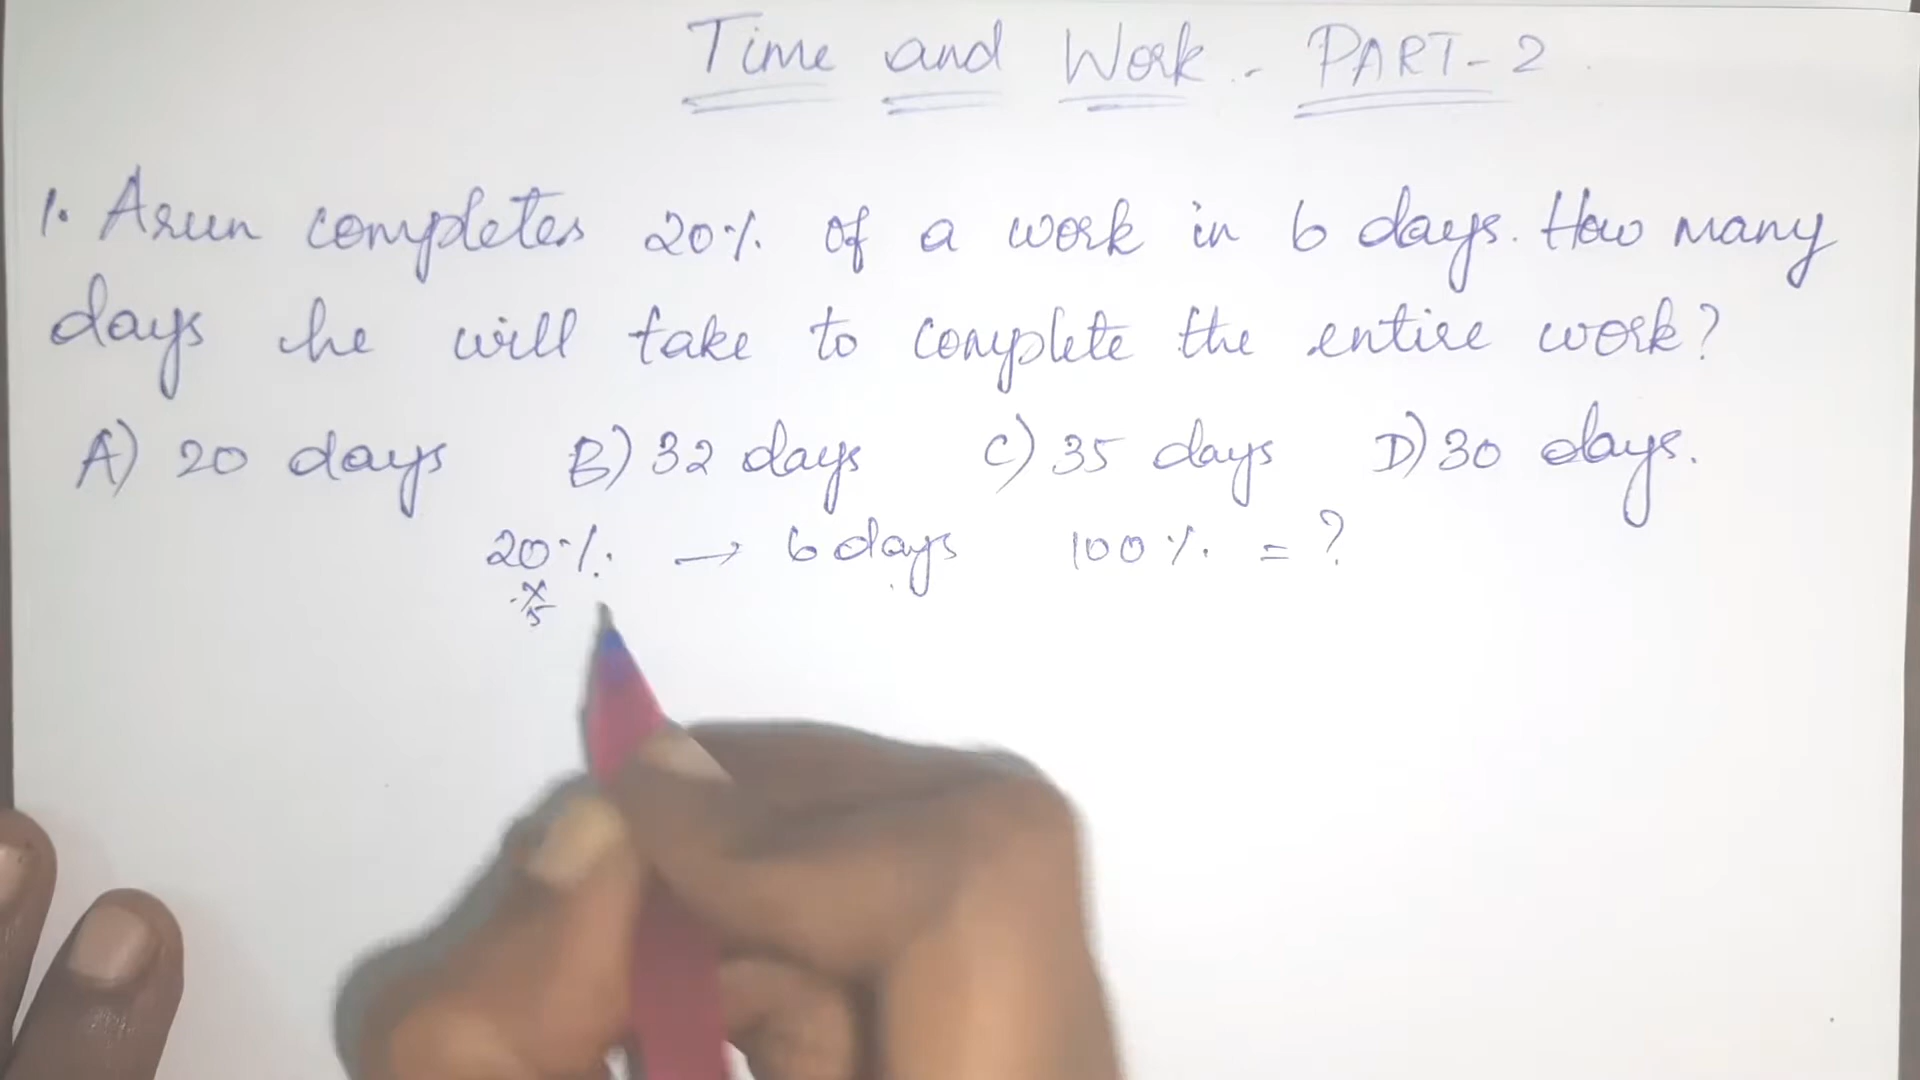 Time and Work - PART-2
1. Arun completes 20% of a work in 6 days. How many
days he will take to complete the entire work?
A) 20 days B) 32 days C) 35 days D) 30 days.
20% → 6 days 100% = ?
x
5